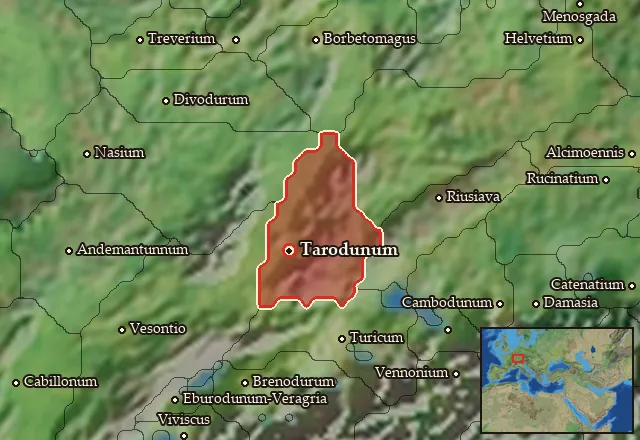 Menosgada
Treverium
Borbetomagus
Helvetium
Divodurum
Nasium
Alcimoennis
Rucinatium
Riusiava
Andemantunnum
Tarodunum
Catenatium
Cambodunum
Damasia
Vesontio
Turicum
Vennonium
Cabillonum
Brenodurum
Eburodunum-Veragria
Viviscus